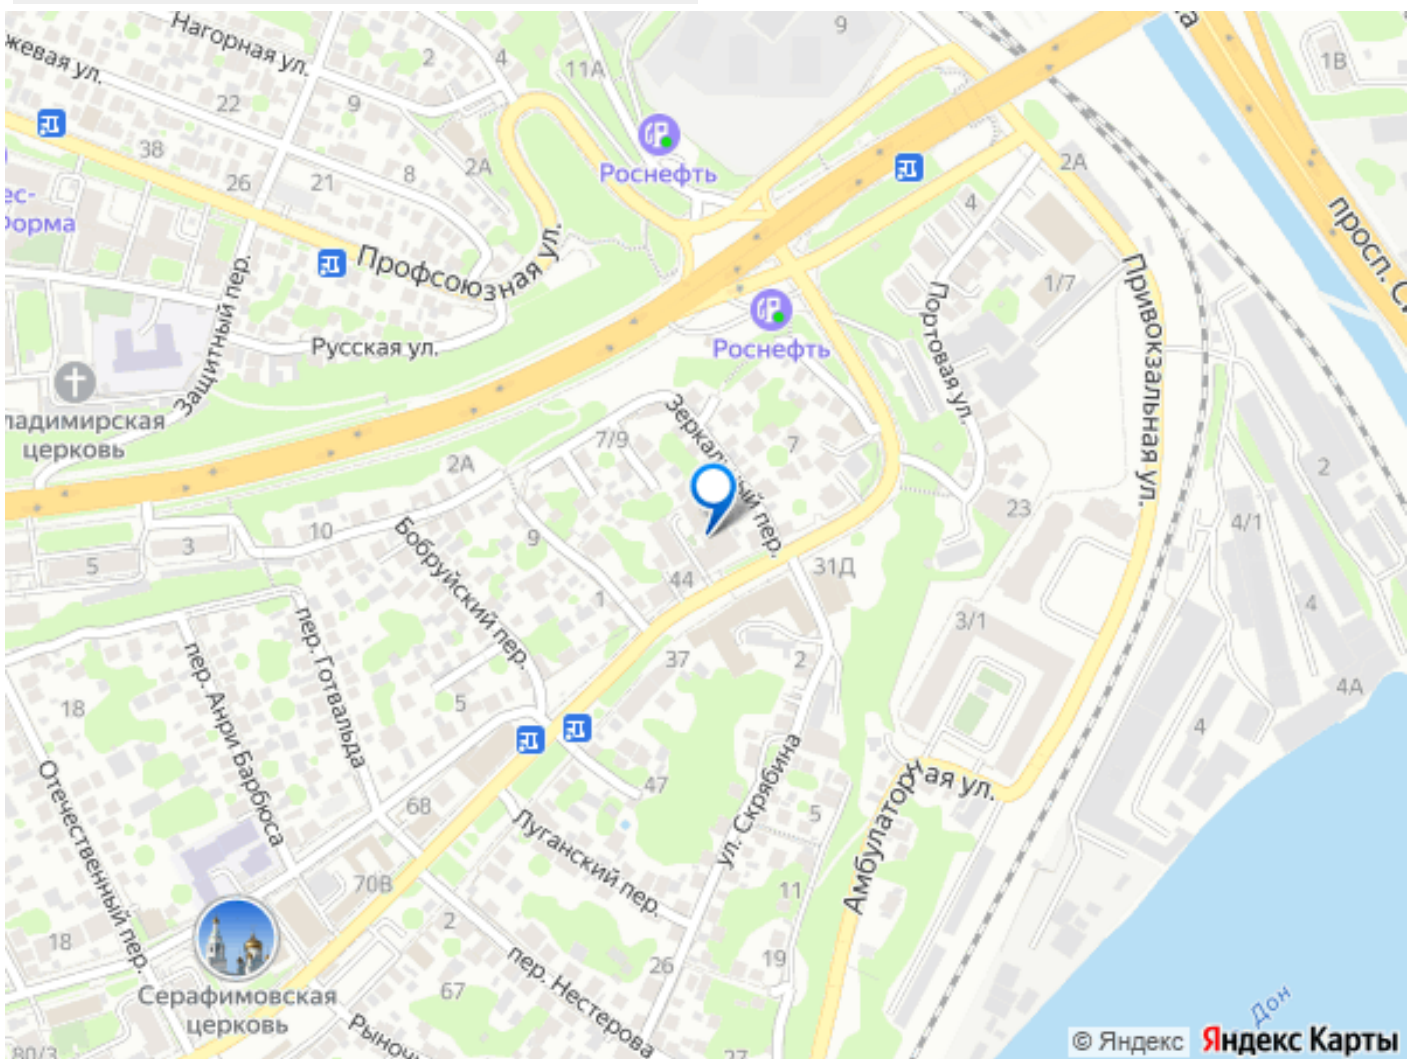 Нагорная ул.
жевая ул.
2
4
11А
9
на
1В
22
9
38
2А
8
26
21
Роснефть
2А
4
ес-
орма
Профсоюзная ул.
просп. С
1/7
Защитный пер.
Русская ул.
Роснефть
Портовая ул.
Привокзальная ул.
ладимирская
церковь
7/9
Зеркальный пер.
7
2А
2
10
Бобруйский пер.
9
23
4/1
3
5
44
31Д
1
4
3/1
пер. Готвальда
пер. Анри Барбюса
37
2
4А
18
5
4
Отечественный пер.
47
ул. Скрябина
Амбулаторная ул.
68
5
Луганский пер.
70В
11
2
18
пер. Нестерова
26
19
Серафимовская
церковь
67
Дон
Рыноч
80/3
27
© Яндекс
Яндекс Карты